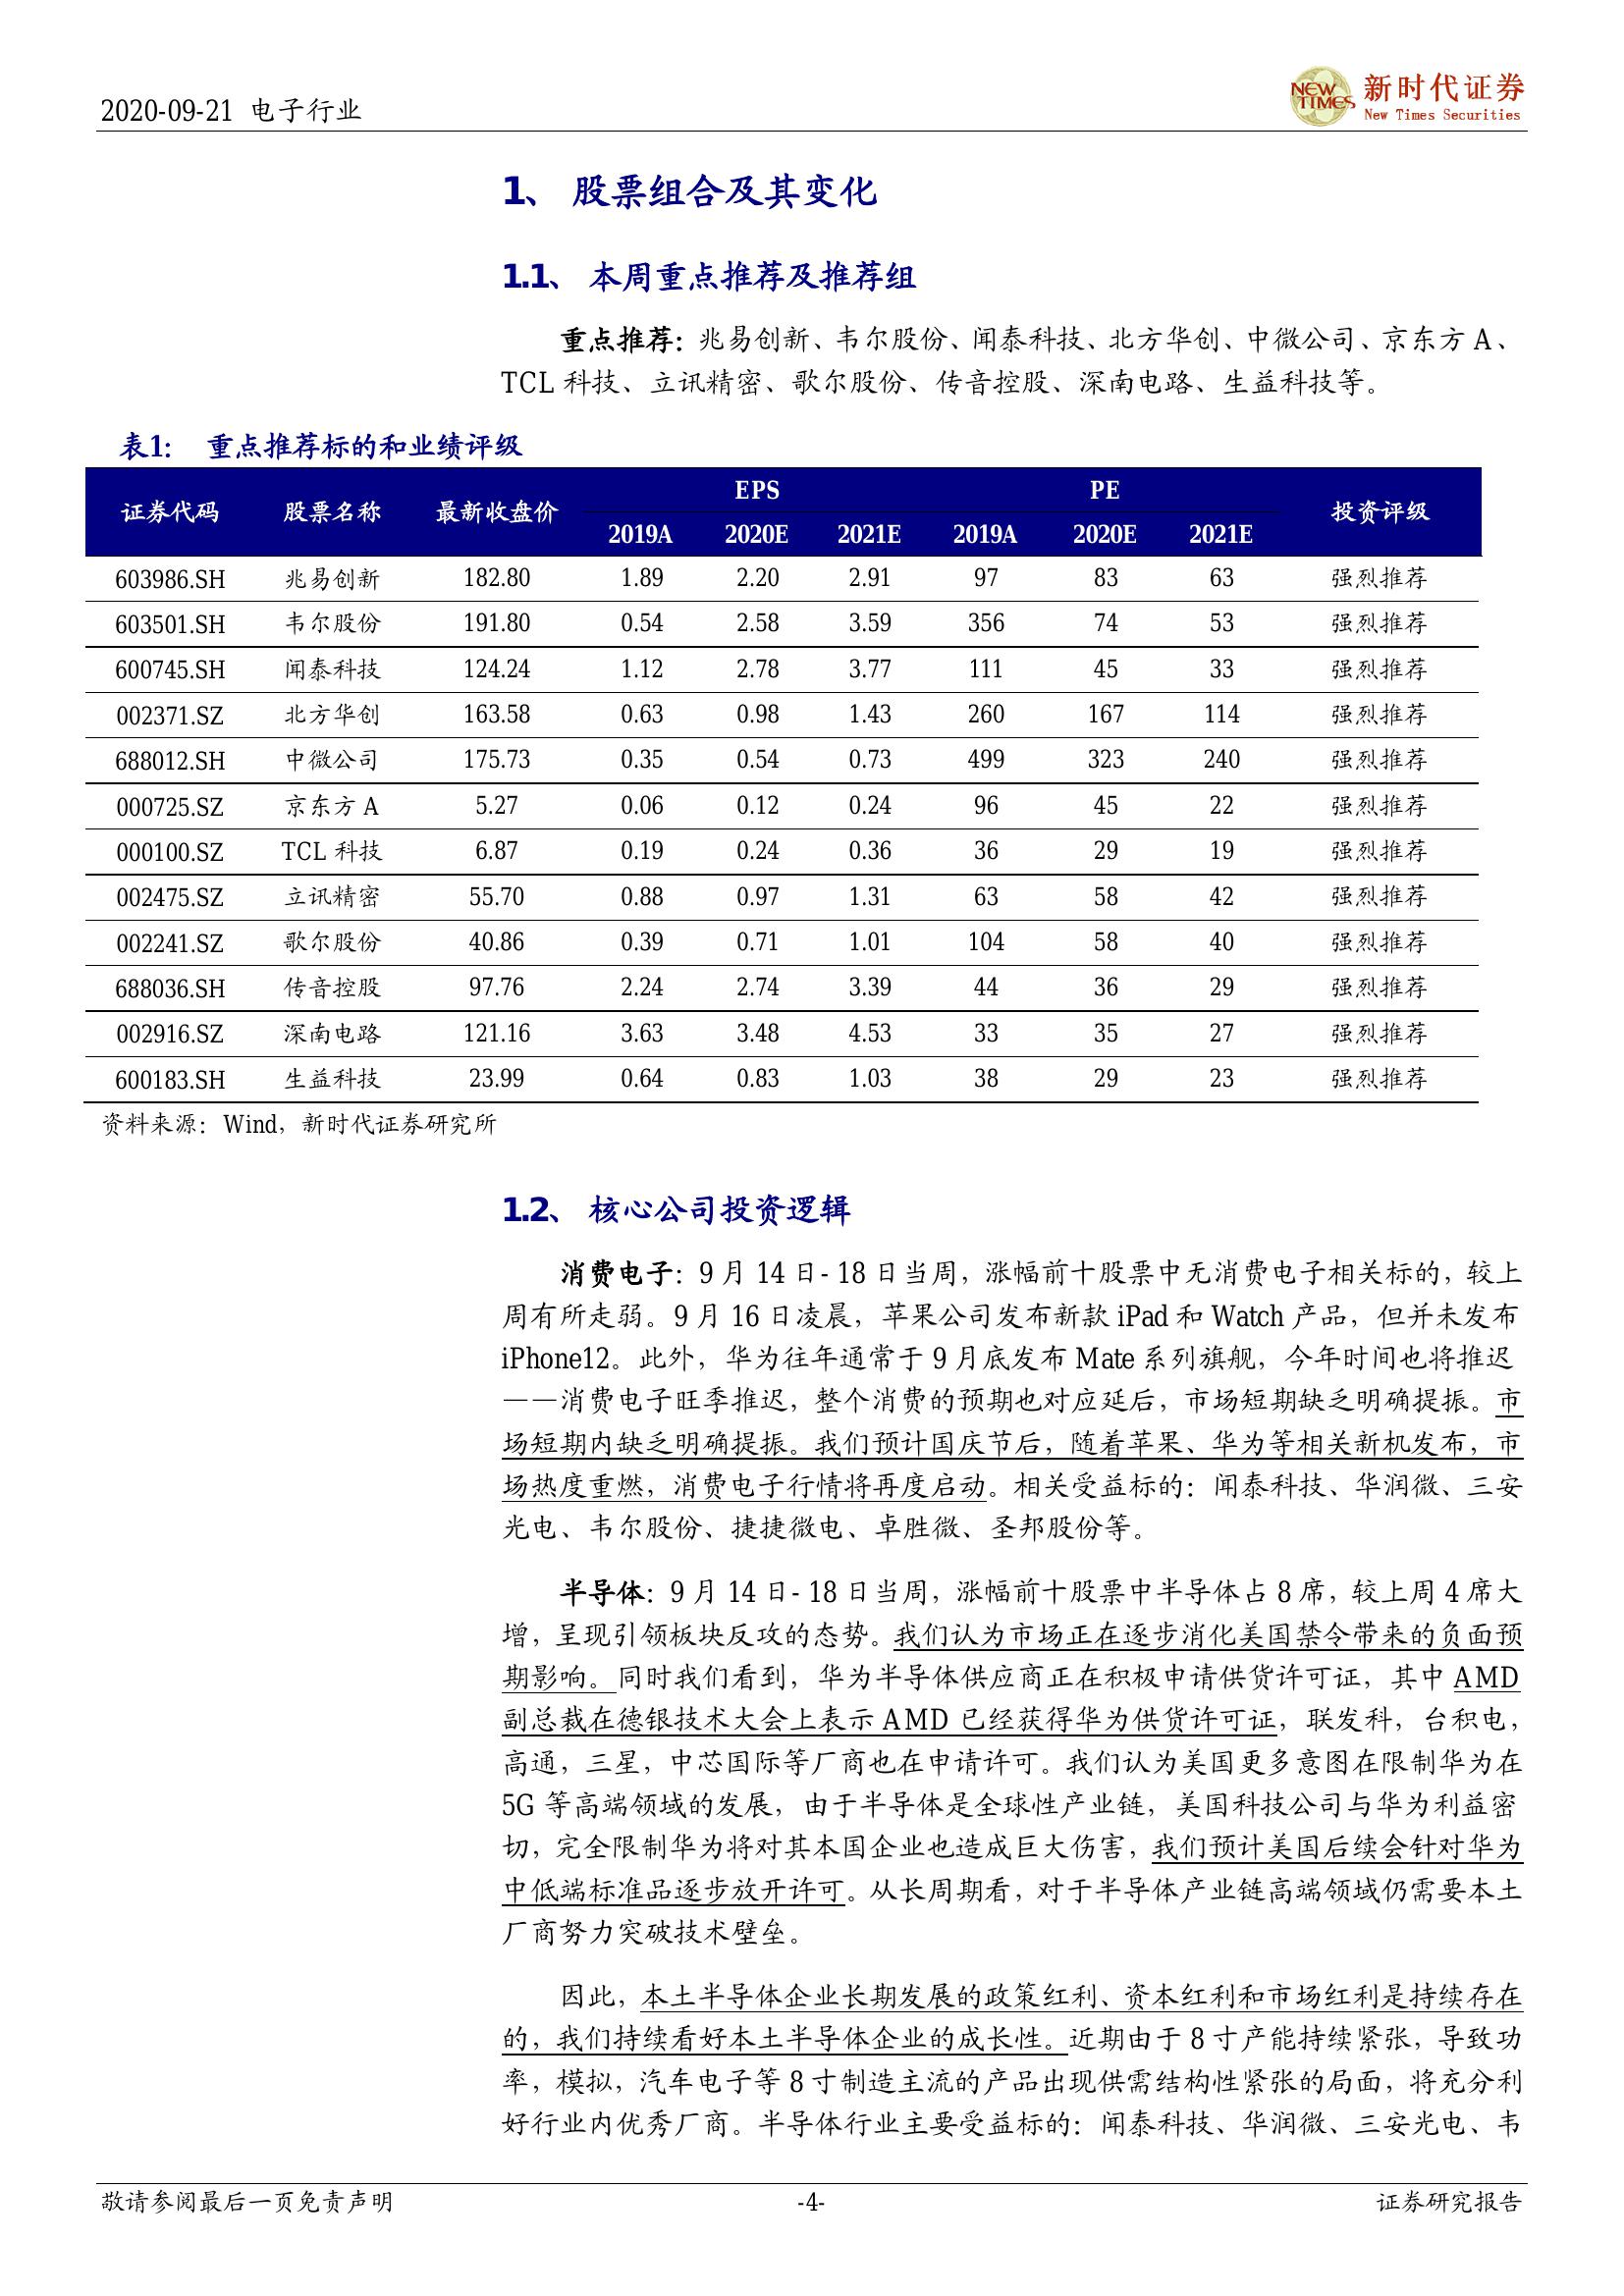 2020-09-21 电子行业
NEW TIMES 新时代证券
New Times Securities
1、 股票组合及其变化
1.1、 本周重点推荐及推荐组
重点推荐：兆易创新、韦尔股份、闻泰科技、北方华创、中微公司、京东方 A、
TCL 科技、立讯精密、歌尔股份、传音控股、深南电路、生益科技等。
表1： 重点推荐标的和业绩评级
证券代码 股票名称 最新收盘价 EPS PE 投资评级
2019A 2020E 2021E 2019A 2020E 2021E
603986.SH 兆易创新 182.80 1.89 2.20 2.91 97 83 63 强烈推荐
603501.SH 韦尔股份 191.80 0.54 2.58 3.59 356 74 53 强烈推荐
600745.SH 闻泰科技 124.24 1.12 2.78 3.77 111 45 33 强烈推荐
002371.SZ 北方华创 163.58 0.63 0.98 1.43 260 167 114 强烈推荐
688012.SH 中微公司 175.73 0.35 0.54 0.73 499 323 240 强烈推荐
000725.SZ 京东方 A 5.27 0.06 0.12 0.24 96 45 22 强烈推荐
000100.SZ TCL 科技 6.87 0.19 0.24 0.36 36 29 19 强烈推荐
002475.SZ 立讯精密 55.70 0.88 0.97 1.31 63 58 42 强烈推荐
002241.SZ 歌尔股份 40.86 0.39 0.71 1.01 104 58 40 强烈推荐
688036.SH 传音控股 97.76 2.24 2.74 3.39 44 36 29 强烈推荐
002916.SZ 深南电路 121.16 3.63 3.48 4.53 33 35 27 强烈推荐
600183.SH 生益科技 23.99 0.64 0.83 1.03 38 29 23 强烈推荐
资料来源：Wind，新时代证券研究所
1.2、 核心公司投资逻辑
消费电子：9 月 14 日- 18 日当周，涨幅前十股票中无消费电子相关标的，较上
周有所走弱。9 月 16 日凌晨，苹果公司发布新款 iPad 和 Watch 产品，但并未发布
iPhone12。此外，华为往年通常于 9 月底发布 Mate 系列旗舰，今年时间也将推迟
——消费电子旺季推迟，整个消费的预期也对应延后，市场短期缺乏明确提振。市
场短期内缺乏明确提振。我们预计国庆节后，随着苹果、华为等相关新机发布，市
场热度重燃，消费电子行情将再度启动。相关受益标的：闻泰科技、华润微、三安
光电、韦尔股份、捷捷微电、卓胜微、圣邦股份等。
半导体：9 月 14 日- 18 日当周，涨幅前十股票中半导体占 8 席，较上周 4 席大
增，呈现引领板块反攻的态势。我们认为市场正在逐步消化美国禁令带来的负面预
期影响。同时我们看到，华为半导体供应商正在积极申请供货许可证，其中 AMD
副总裁在德银技术大会上表示 AMD 已经获得华为供货许可证，联发科，台积电，
高通，三星，中芯国际等厂商也在申请许可。我们认为美国更多意图在限制华为在
5G 等高端领域的发展，由于半导体是全球性产业链，美国科技公司与华为利益密
切，完全限制华为将对其本国企业也造成巨大伤害，我们预计美国后续会针对华为
中低端标准品逐步放开许可。从长周期看，对于半导体产业链高端领域仍需要本土
厂商努力突破技术壁垒。
因此，本土半导体企业长期发展的政策红利、资本红利和市场红利是持续存在
的，我们持续看好本土半导体企业的成长性。近期由于 8 寸产能持续紧张，导致功
率，模拟，汽车电子等 8 寸制造主流的产品出现供需结构性紧张的局面，将充分利
好行业内优秀厂商。半导体行业主要受益标的：闻泰科技、华润微、三安光电、韦
敬请参阅最后一页免责声明 -4- 证券研究报告